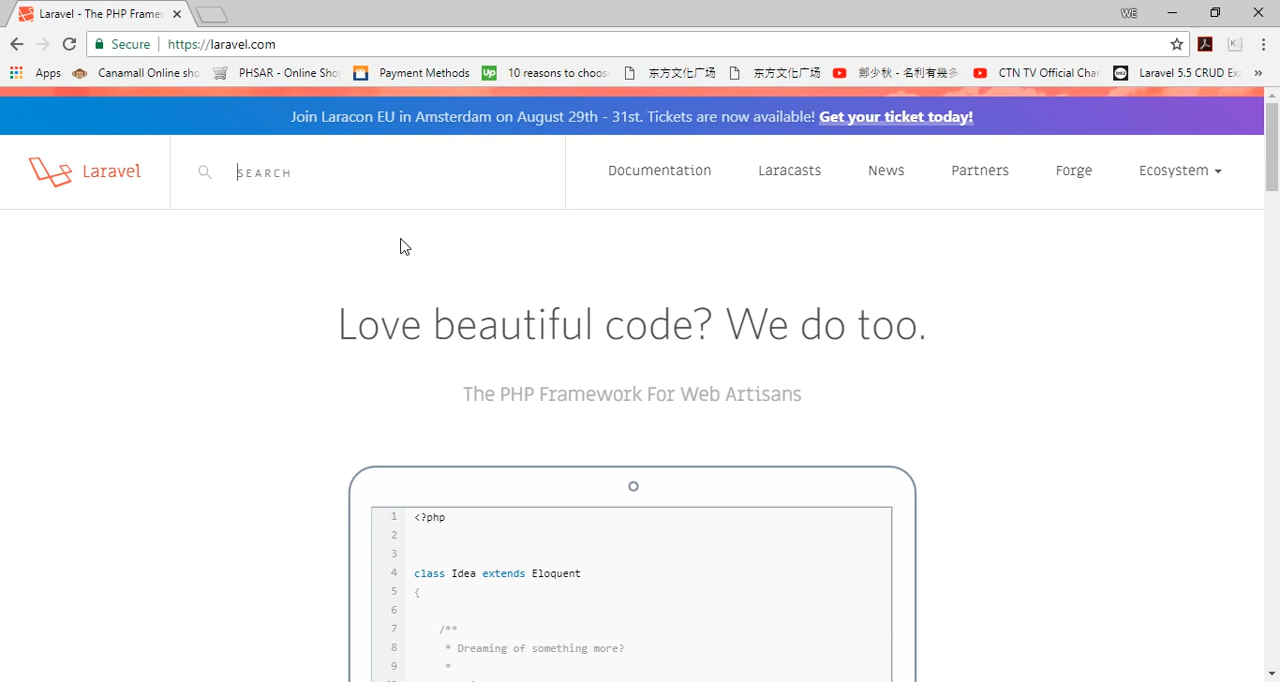 Laravel - The PHP Frame
WE
Secure
https://laravel.com
Apps
Canamall Online sho
PHSAR - Online Sho
Up
Payment Methods
10 reasons to choos
东方文化广场
东方文化广场
鄭少秋 - 名利有幾多
CTN TV Official Cha
Laravel 5.5 CRUD Ex
»
Join Laracon EU in Amsterdam on August 29th - 31st. Tickets are now available! Get your ticket today!
Laravel
SEARCH
Documentation
Laracasts
News
Partners
Forge
Ecosystem
Love beautiful code? We do too.
The PHP Framework For Web Artisans
1 <?php
2
3
4 class Idea extends Eloquent
5 {
6
7 /**
8 * Dreaming of something more?
9 *